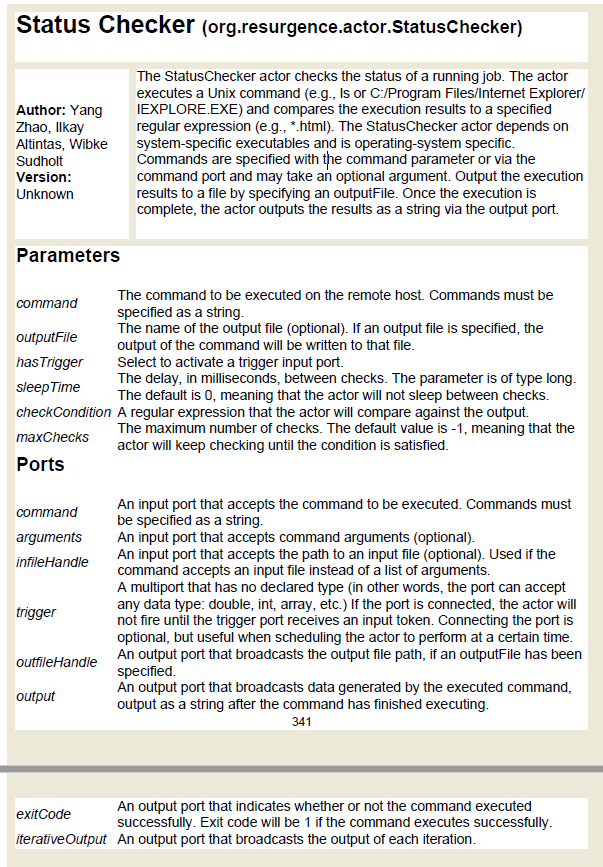 Status Checker (org.resurgence.actor.StatusChecker)
Author: Yang
Zhao, Ilkay
Altintas, Wibke
Sudholt
Version:
Unknown
The StatusChecker actor checks the status of a running job. The actor
executes a Unix command (e.g., ls or C:/Program Files/Internet Explorer/
IEXPLORE.EXE) and compares the execution results to a specified
regular expression (e.g., *.html). The StatusChecker actor depends on
system-specific executables and is operating-system specific.
Commands are specified with the command parameter or via the
command port and may take an optional argument. Output the execution
results to a file by specifying an outputFile. Once the execution is
complete, the actor outputs the results as a string via the output port.
Parameters
command The command to be executed on the remote host. Commands must be
specified as a string.
outputFile The name of the output file (optional). If an output file is specified, the
output of the command will be written to that file.
hasTrigger Select to activate a trigger input port.
sleepTime The delay, in milliseconds, between checks. The parameter is of type long.
The default is 0, meaning that the actor will not sleep between checks.
checkCondition A regular expression that the actor will compare against the output.
maxChecks The maximum number of checks. The default value is -1, meaning that the
actor will keep checking until the condition is satisfied.
Ports
command An input port that accepts the command to be executed. Commands must
be specified as a string.
arguments An input port that accepts command arguments (optional).
infileHandle An input port that accepts the path to an input file (optional). Used if the
command accepts an input file instead of a list of arguments.
trigger A multiport that has no declared type (in other words, the port can accept
any data type: double, int, array, etc.) If the port is connected, the actor will
not fire until the trigger port receives an input token. Connecting the port is
optional, but useful when scheduling the actor to perform at a certain time.
outfileHandle An output port that broadcasts the output file path, if an outputFile has been
specified.
output An output port that broadcasts data generated by the executed command,
output as a string after the command has finished executing.
341
exitCode An output port that indicates whether or not the command executed
successfully. Exit code will be 1 if the command executes successfully.
iterativeOutput An output port that broadcasts the output of each iteration.